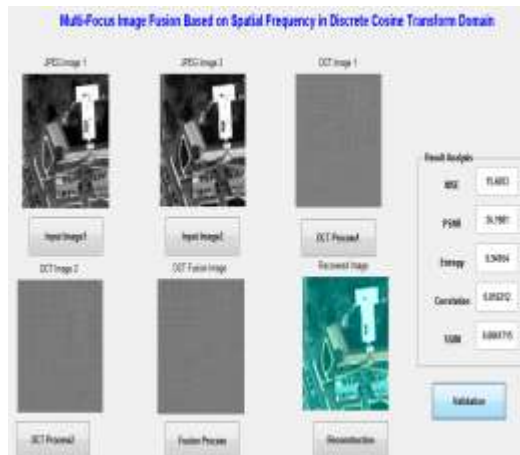 Multi-Focus Image Fusion Based on Spatial Frequency in Discrete Cosine Transform Domain
JPEG Image 1
JPEG Image 2
DCT Image 1
Input Image1
Input Image2
DCT Process1
DCT Image 2
DCT Fusion Image
Recovered Image
DCT Process2
Fusion Process
Reconstruction
Result Analysis
MSE
PSNR
Entropy
Correlation
SSIM
Validation